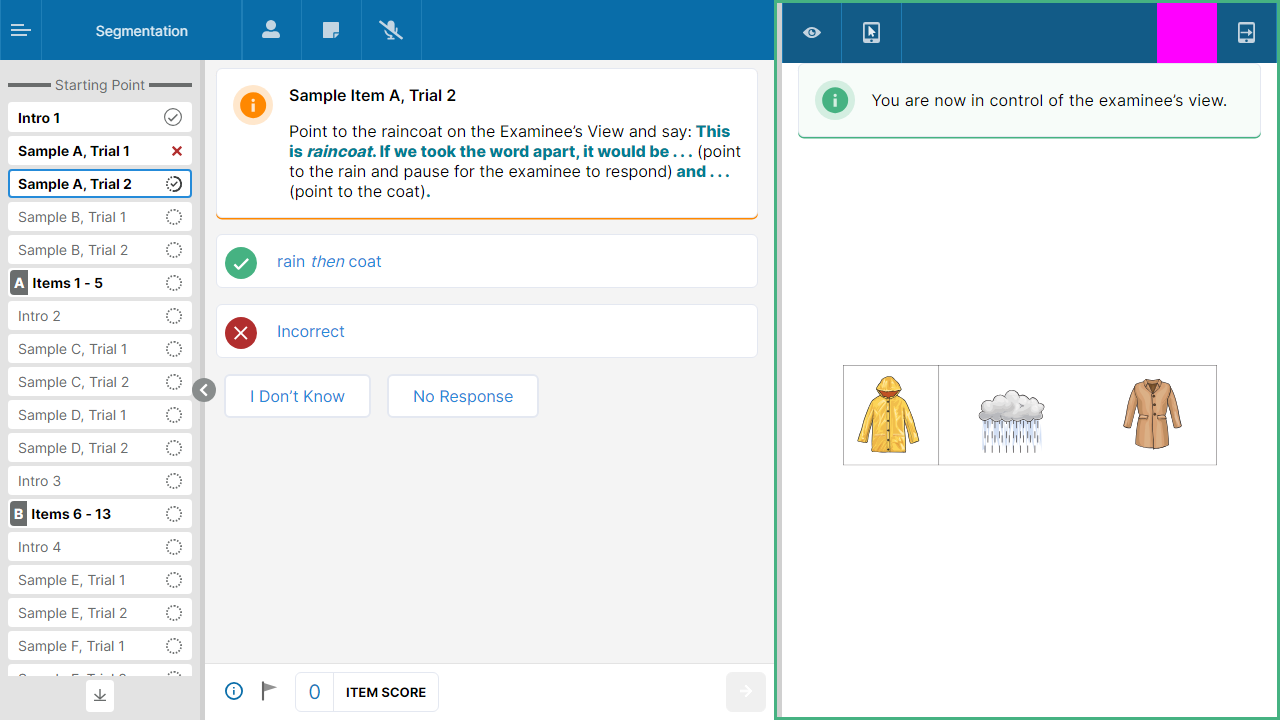 Segmentation
Starting Point
Intro 1
Sample A, Trial 1
Sample A, Trial 2
Sample B, Trial 1
Sample B, Trial 2
A Items 1 - 5
Intro 2
Sample C, Trial 1
Sample C, Trial 2
Sample D, Trial 1
Sample D, Trial 2
Intro 3
B Items 6 - 13
Intro 4
Sample E, Trial 1
Sample E, Trial 2
Sample F, Trial 1
Sample Item A, Trial 2
Point to the raincoat on the Examinee’s View and say: This
is raincoat. If we took the word apart, it would be . . . (point
to the rain and pause for the examinee to respond) and . . .
(point to the coat).
rain then coat
Incorrect
I Don’t Know
No Response
0 ITEM SCORE
You are now in control of the examinee’s view.